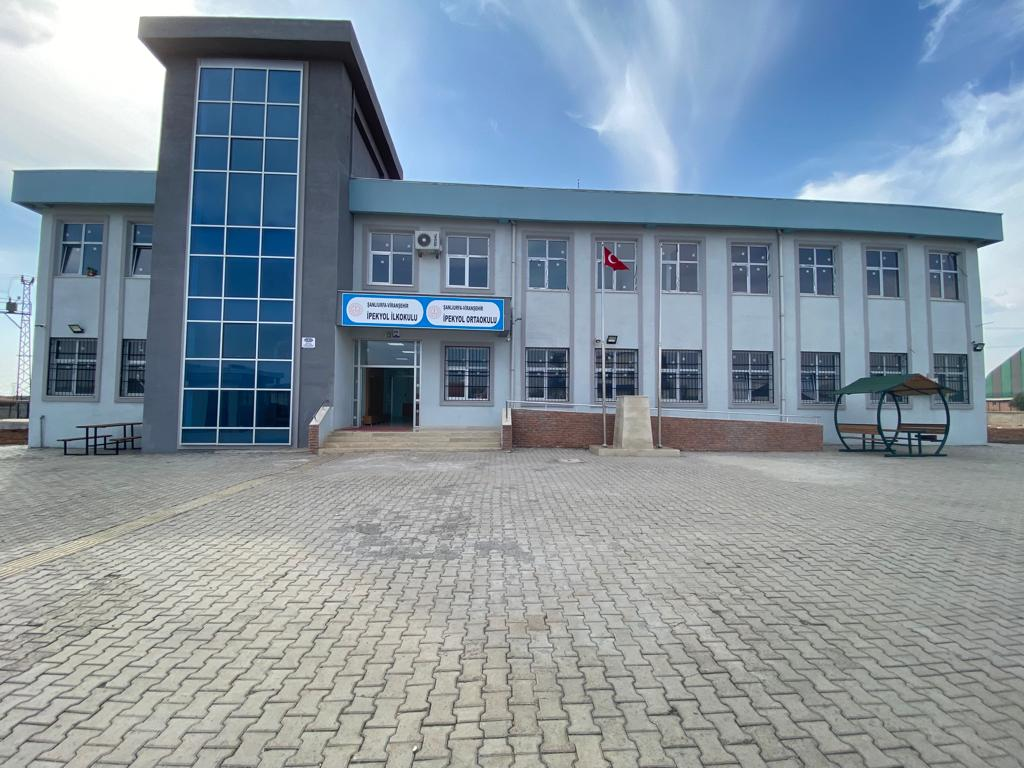 ŞANLIURFA-VİRANŞEHİR
İPEKYOL İLKOKULU
ŞANLIURFA-VİRANŞEHİR
İPEKYOL ORTAOKULU